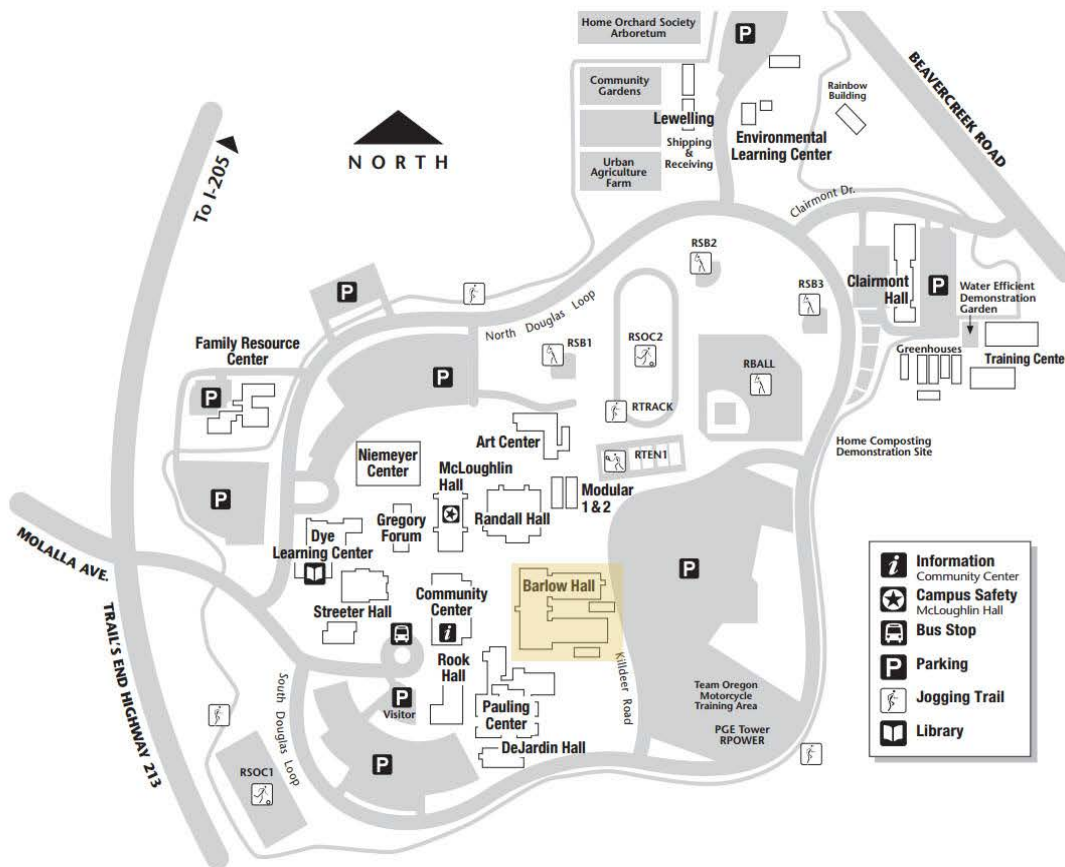 Home Orchard Society
Arboretum
P
BEAVERCREEK ROAD
Community
Gardens
Rainbow
Building
Lewelling
Environmental
Learning Center
Shipping
&
Receiving
Urban
Agriculture
Farm
NORTH
To I-205
Clairmont Dr.
RSB2
RSB3
Clairmont
Hall
P
Water Efficient
Demonstration
Garden
P
North Douglas Loop
RSB1
RSOC2
RBALL
Greenhouses
Training Cente
Family Resource
Center
P
P
RTRACK
Art Center
RTEN1
Home Composting
Demonstration Site
Niemeyer
Center
McLoughlin
Hall
Modular
1 & 2
P
Gregory
Forum
Randall Hall
Dye
Learning Center
MOLALLA AVE.
TRAIL'S END HIGHWAY 213
Streeter Hall
Community
Center
i
Barlow Hall
P
Rook
Hall
Killdeer Road
South Douglas Loop
P
Visitor
Pauling
Center
Team Oregon
Motorcycle
Training Area
PGE Tower
RPOWER
DeJardin Hall
P
RSOC1
i Information
Community Center
Campus Safety
McLoughlin Hall
Bus Stop
P Parking
Jogging Trail
Library